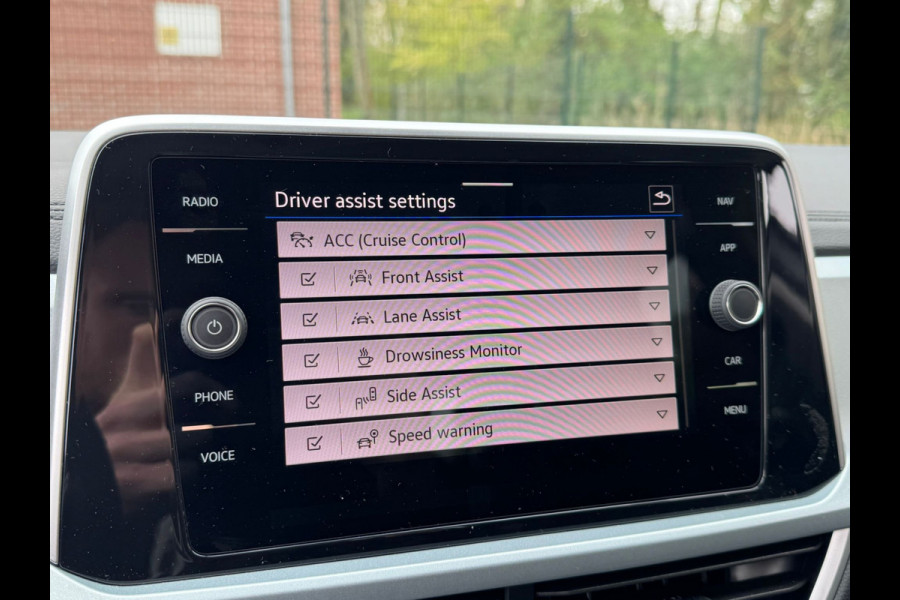 RADIO
MEDIA
PHONE
VOICE
Driver assist settings
ACC (Cruise Control)
Front Assist
Lane Assist
Drowsiness Monitor
Side Assist
Speed warning
NAV
APP
CAR
MENU